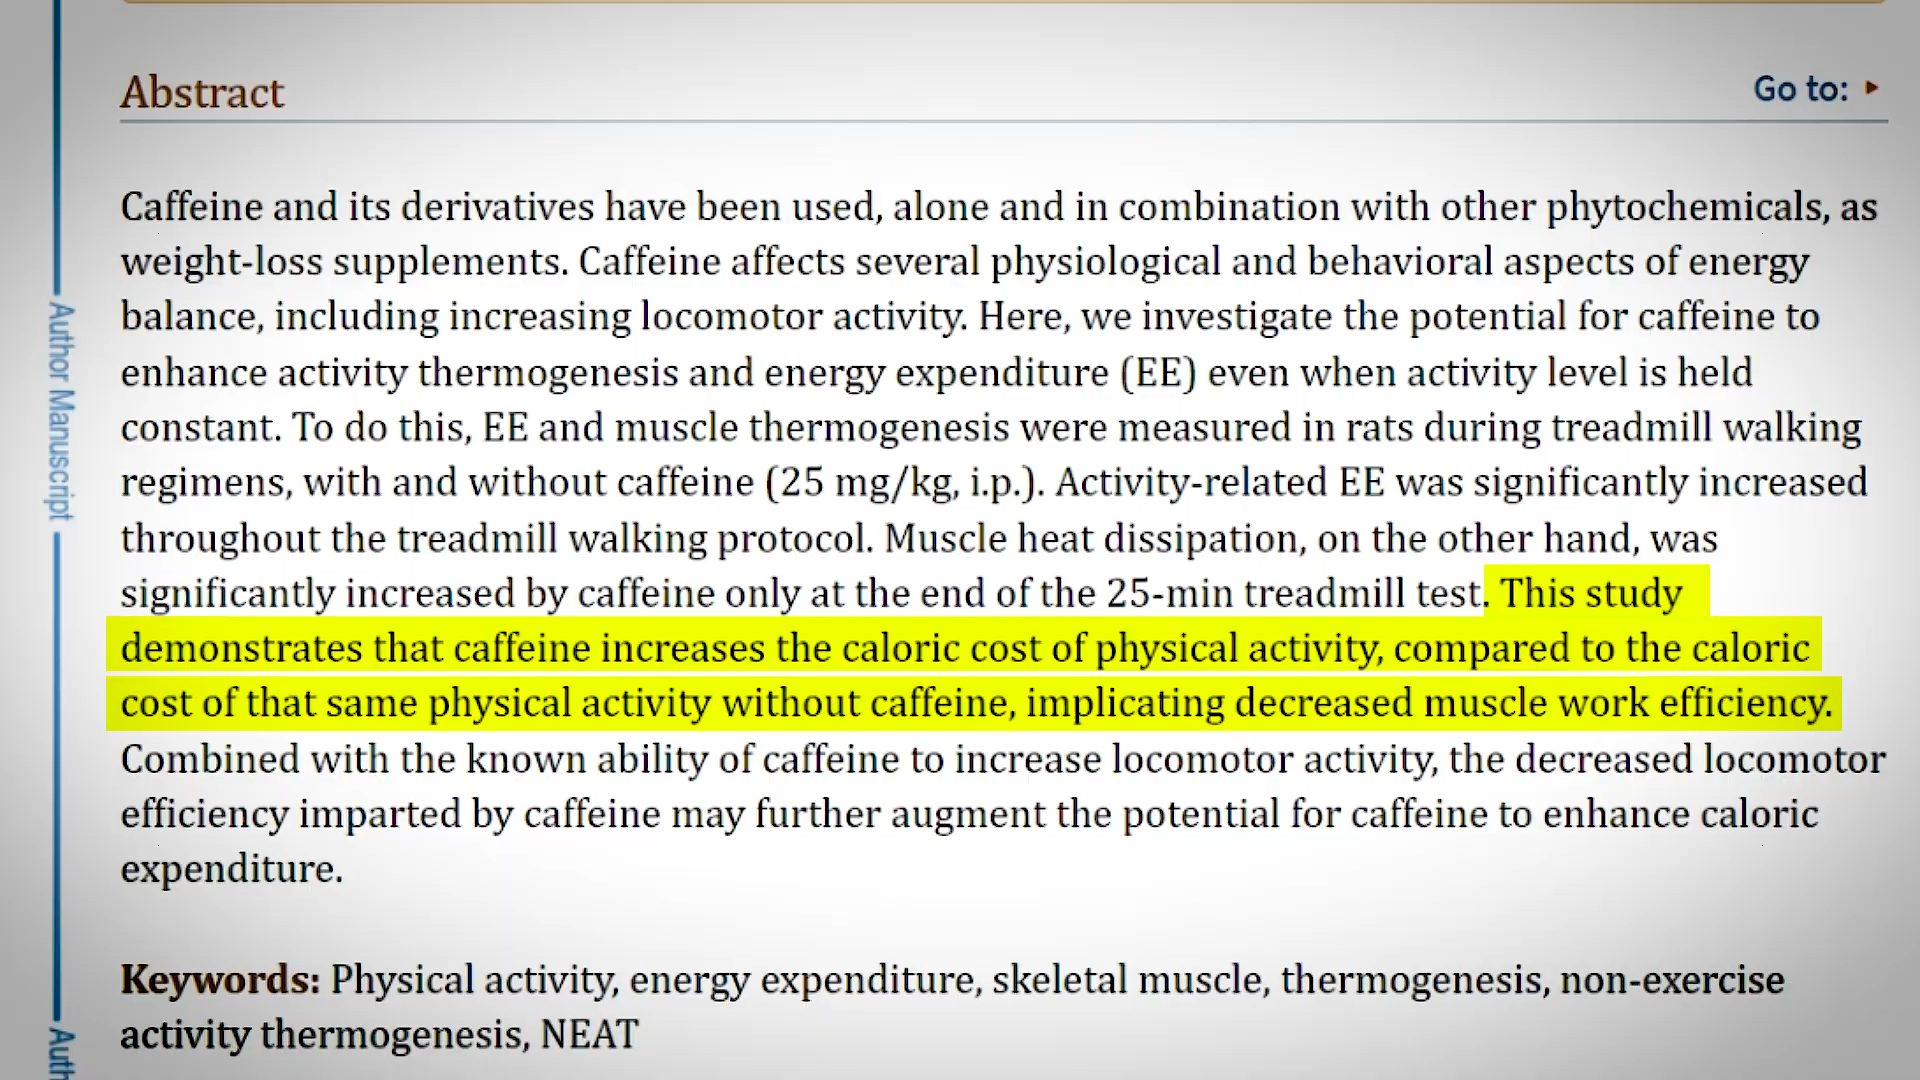 Abstract
Go to:
Caffeine and its derivatives have been used, alone and in combination with other phytochemicals, as
weight-loss supplements. Caffeine affects several physiological and behavioral aspects of energy
balance, including increasing locomotor activity. Here, we investigate the potential for caffeine to
enhance activity thermogenesis and energy expenditure (EE) even when activity level is held
constant. To do this, EE and muscle thermogenesis were measured in rats during treadmill walking
regimens, with and without caffeine (25 mg/kg, i.p.). Activity-related EE was significantly increased
throughout the treadmill walking protocol. Muscle heat dissipation, on the other hand, was
significantly increased by caffeine only at the end of the 25-min treadmill test. This study
demonstrates that caffeine increases the caloric cost of physical activity, compared to the caloric
cost of that same physical activity without caffeine, implicating decreased muscle work efficiency.
Combined with the known ability of caffeine to increase locomotor activity, the decreased locomotor
efficiency imparted by caffeine may further augment the potential for caffeine to enhance caloric
expenditure.
Keywords: Physical activity, energy expenditure, skeletal muscle, thermogenesis, non-exercise
activity thermogenesis, NEAT
Author Manuscript
Auth